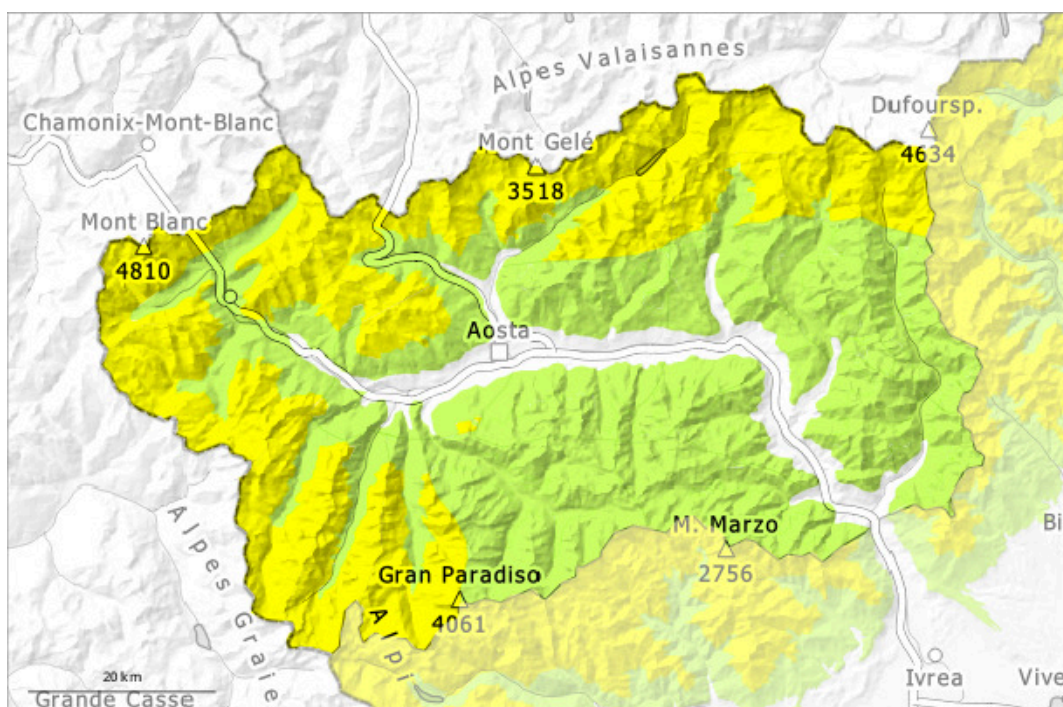 Alpes Valaisannes
Dufoursp.
4634
Chamonix-Mont-Blanc
Mont Gelé
3518
Mont Blanc
4810
Aosta
M. Marzo
2756
Gran Paradiso
4061
Alpes Graie
Alpi
Bi
Ivrea
Vive
20 km
Grande Casse